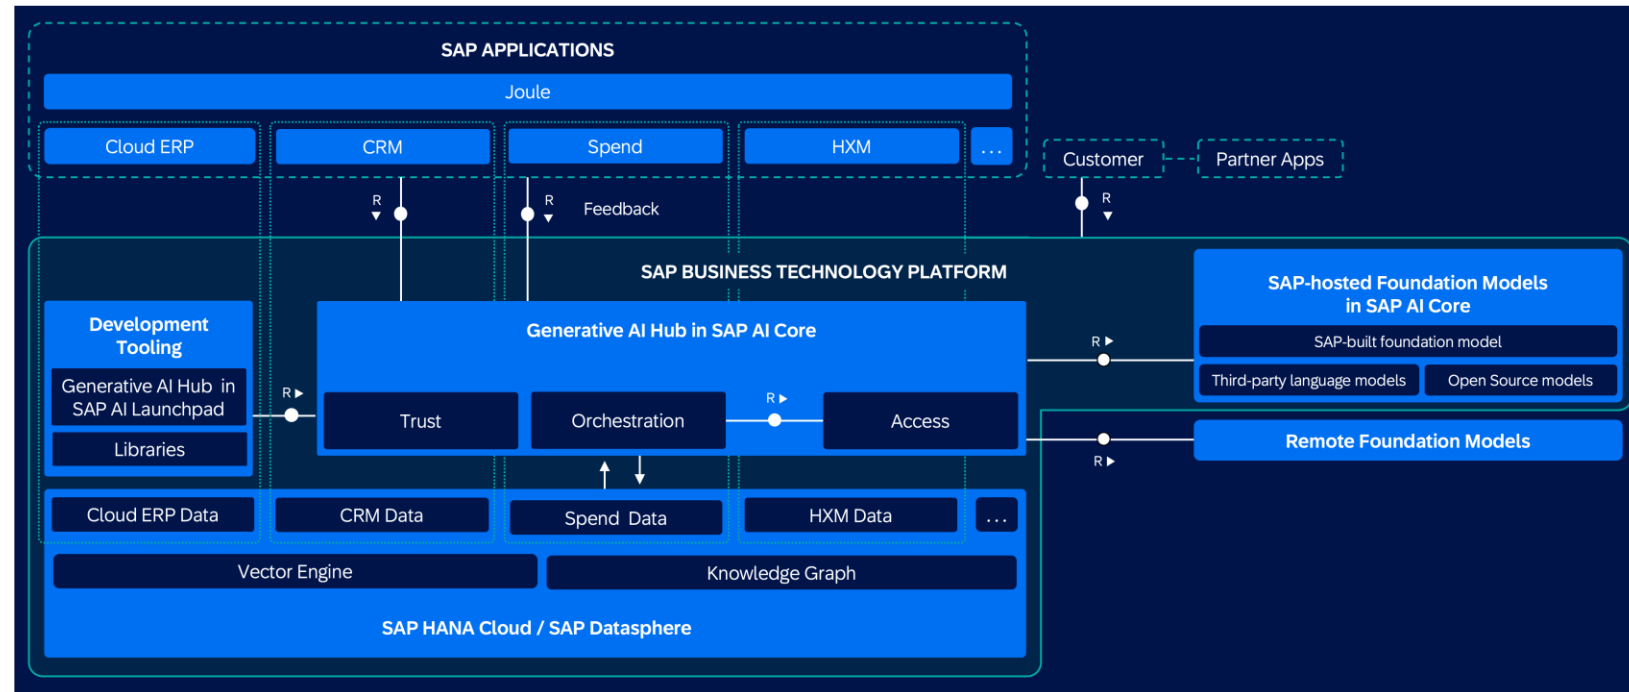 SAP APPLICATIONS
Joule
Cloud ERP
CRM
Spend
HXM
...
Customer
Partner Apps
R
R
Feedback
R
SAP BUSINESS TECHNOLOGY PLATFORM
SAP-hosted Foundation Models
in SAP AI Core
SAP-built foundation model
Third-party language models
Open Source models
Development
Tooling
Generative AI Hub in
SAP AI Launchpad
Libraries
R
Generative AI Hub in SAP AI Core
Trust
Orchestration
R
Access
R
R
Remote Foundation Models
Cloud ERP Data
CRM Data
Spend Data
HXM Data
...
Vector Engine
Knowledge Graph
SAP HANA Cloud / SAP Datasphere